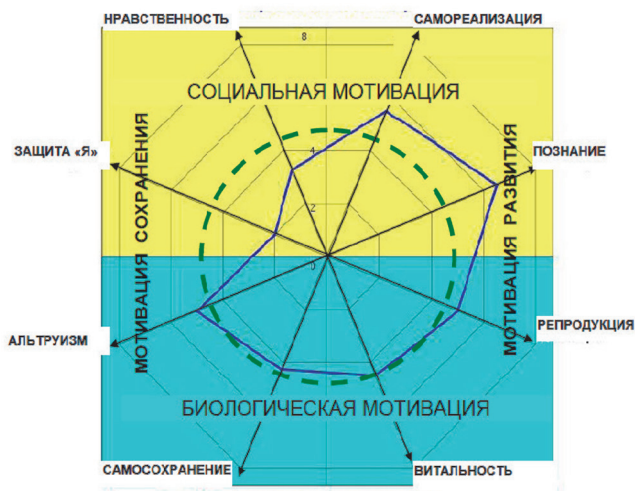 НРАВСТВЕННОСТЬ
САМОРЕАЛИЗАЦИЯ
8
СОЦИАЛЬНАЯ МОТИВАЦИЯ
ЗАЩИТА «Я»
4
ПОЗНАНИЕ
МОТИВАЦИЯ СОХРАНЕНИЯ
МОТИВАЦИЯ РАЗВИТИЯ
2
0
АЛЬТРУИЗМ
РЕПРОДУКЦИЯ
БИОЛОГИЧЕСКАЯ МОТИВАЦИЯ
САМОСОХРАНЕНИЕ
ВИТАЛЬНОСТЬ